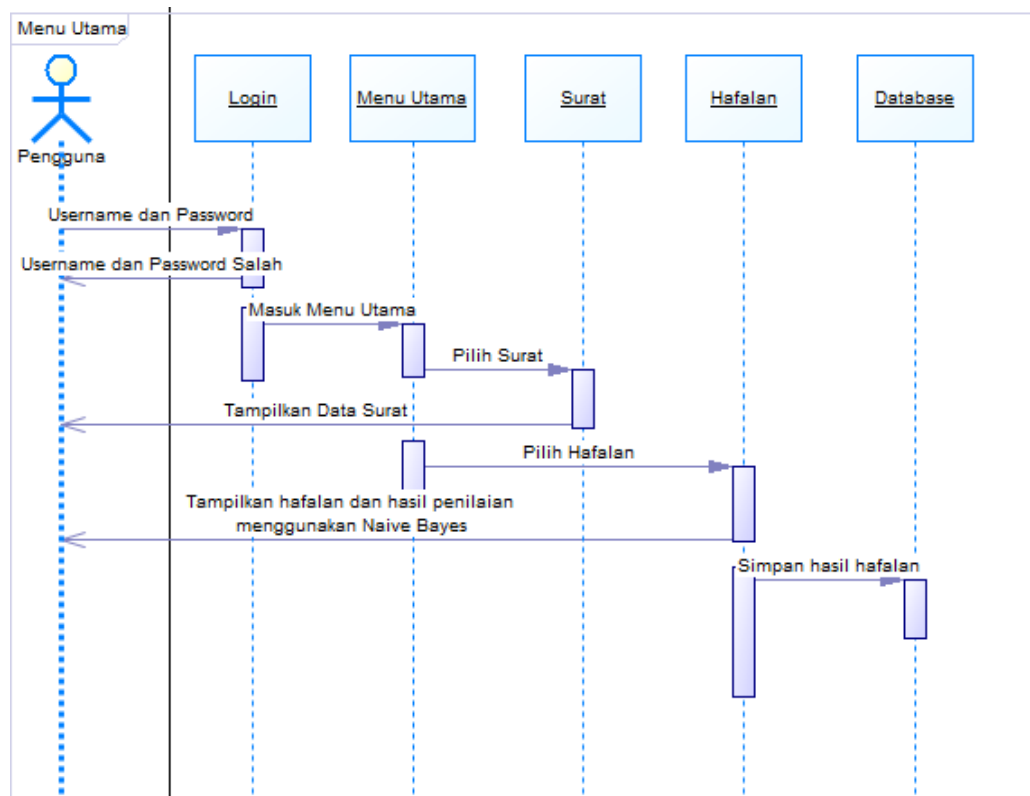 Menu Utama
Login
Menu Utama
Surat
Hafalan
Database
Pengguna
Username dan Password
Username dan Password Salah
Masuk Menu Utama
Pilih Surat
Tampilkan Data Surat
Pilih Hafalan
Tampilkan hafalan dan hasil penilaian
menggunakan Naive Bayes
Simpan hasil hafalan